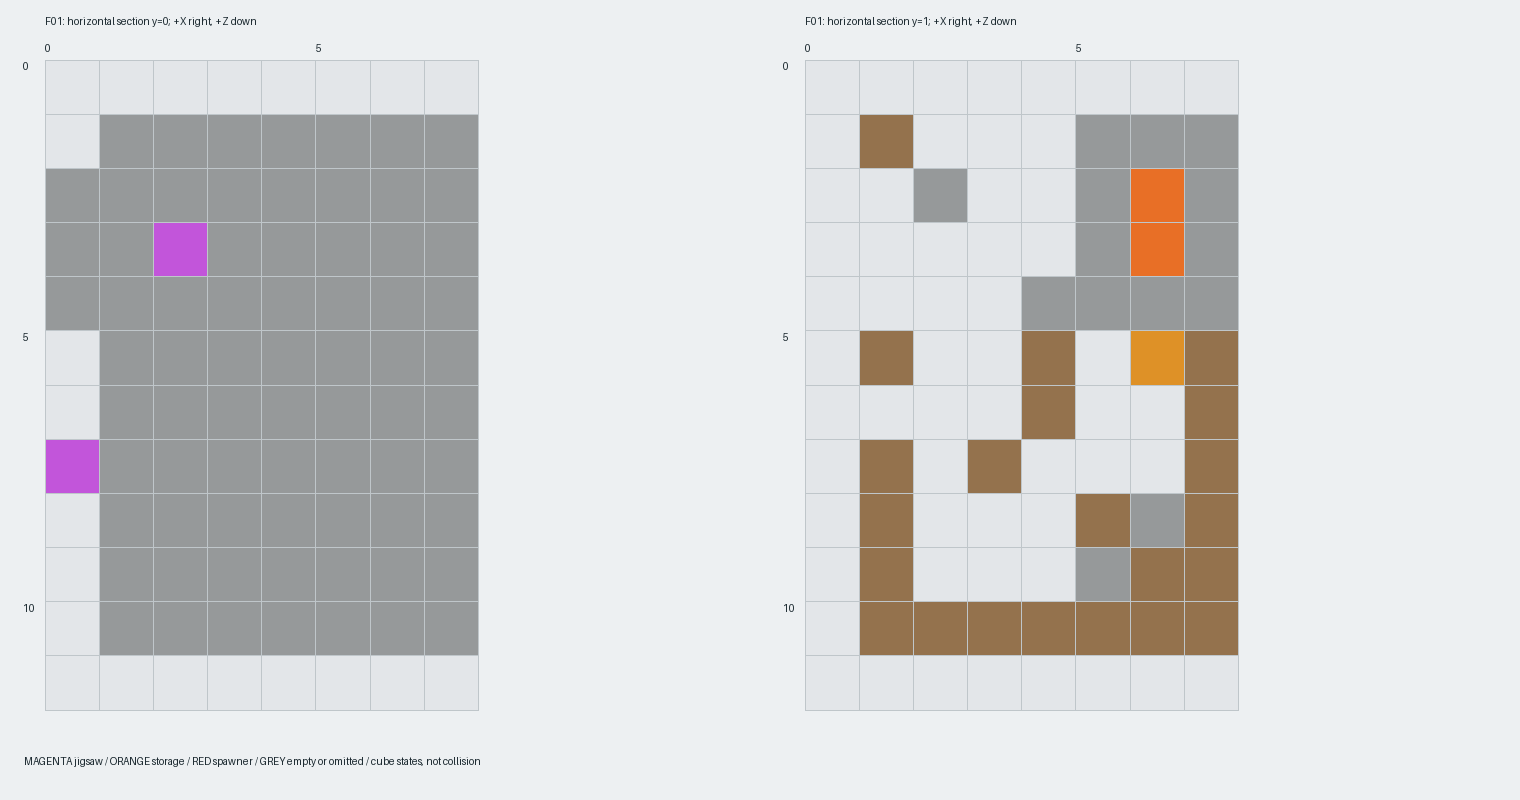 F01: horizontal section y=0; +X right, +Z down
F01: horizontal section y=1; +X right, +Z down
0 5
0 5
0
0
5
5
10
10
MAGENTA jigsaw / ORANGE storage / RED spawner / GREY empty or omitted / cube states, not collision